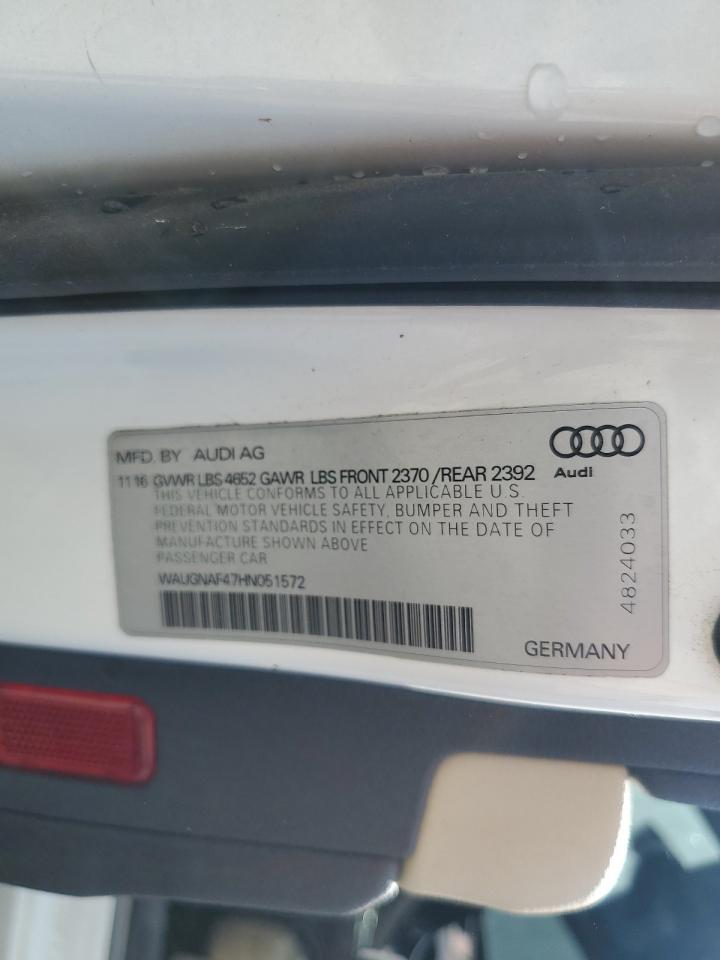 MFD. BY AUDI AG
11 16 GVWR LBS 4652 GAWR LBS FRONT 2370 /REAR 2392
Audi
THIS VEHICLE CONFORMS TO ALL APPLICABLE U.S.
FEDERAL MOTOR VEHICLE SAFETY, BUMPER AND THEFT
PREVENTION STANDARDS IN EFFECT ON THE DATE OF
MANUFACTURE SHOWN ABOVE
PASSENGER CAR
WAUGNAF47HN051572
4824033
GERMANY